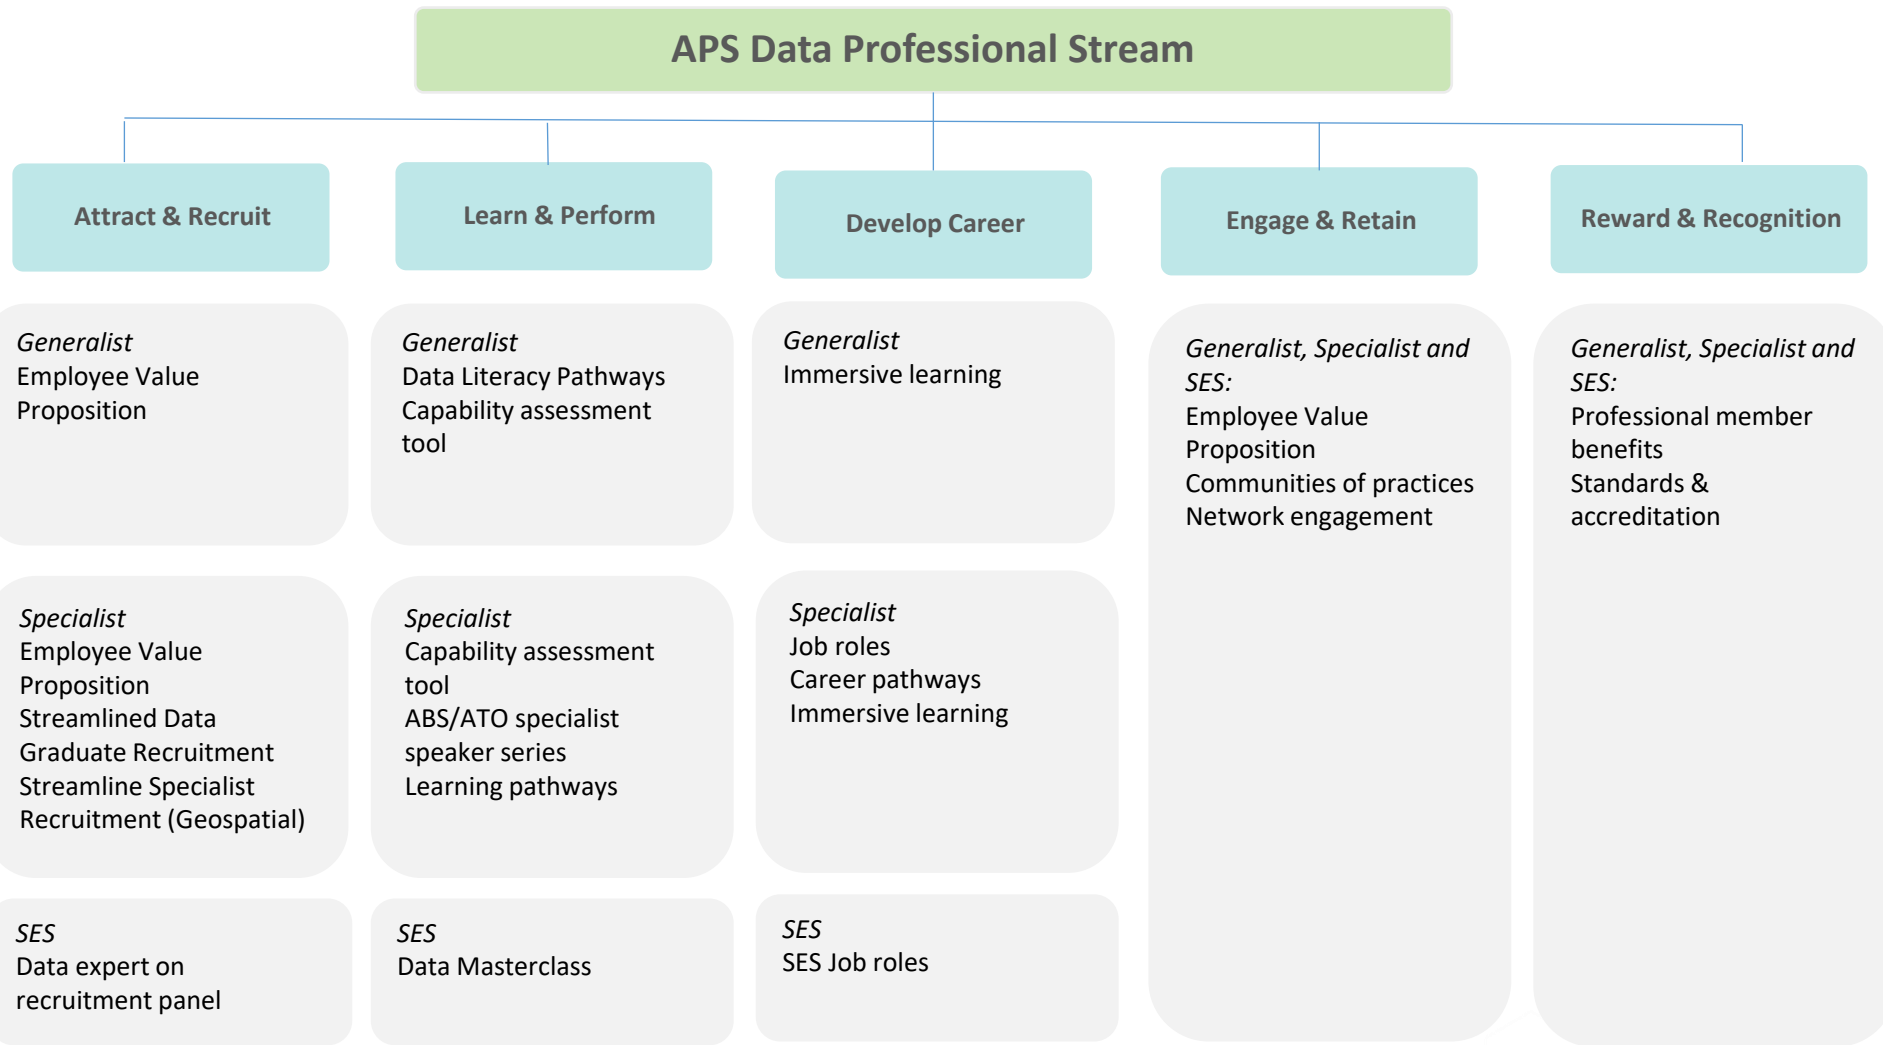 APS Data Professional Stream
Attract & Recruit
Learn & Perform
Develop Career
Engage & Retain
Reward & Recognition
Generalist
Employee Value
Proposition
Generalist
Data Literacy Pathways
Capability assessment
tool
Generalist
Immersive learning
Generalist, Specialist and
SES:
Employee Value
Proposition
Communities of practices
Network engagement
Generalist, Specialist and
SES:
Professional member
benefits
Standards &
accreditation
Specialist
Employee Value
Proposition
Streamlined Data
Graduate Recruitment
Streamline Specialist
Recruitment (Geospatial)
Specialist
Capability assessment
tool
ABS/ATO specialist
speaker series
Learning pathways
Specialist
Job roles
Career pathways
Immersive learning
SES
Data expert on
recruitment panel
SES
Data Masterclass
SES
SES Job roles